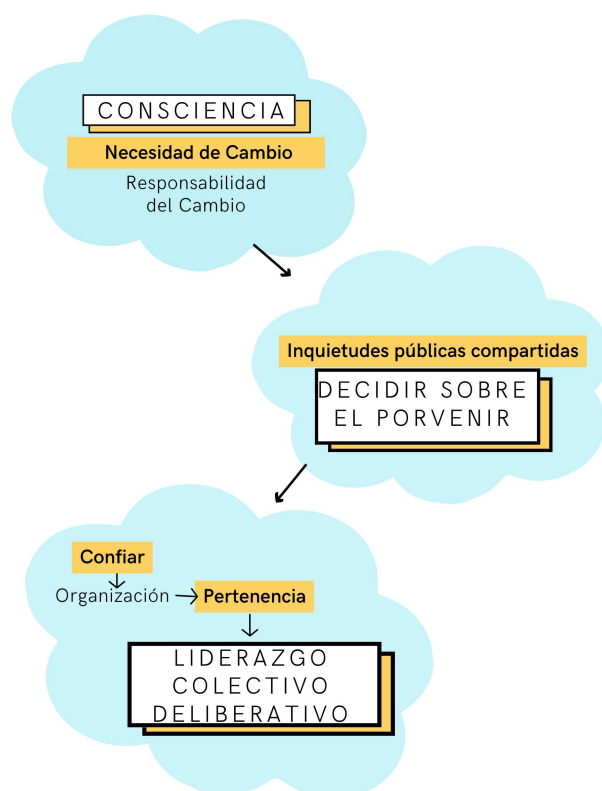 CONSCIENCIA
Necesidad de Cambio
Responsabilidad
del Cambio
Inquietudes públicas compartidas
DECIDIR SOBRE
EL PORVENIR
Confiar
Organización
Pertenencia
LIDERAZGO
COLECTIVO
DELIBERATIVO